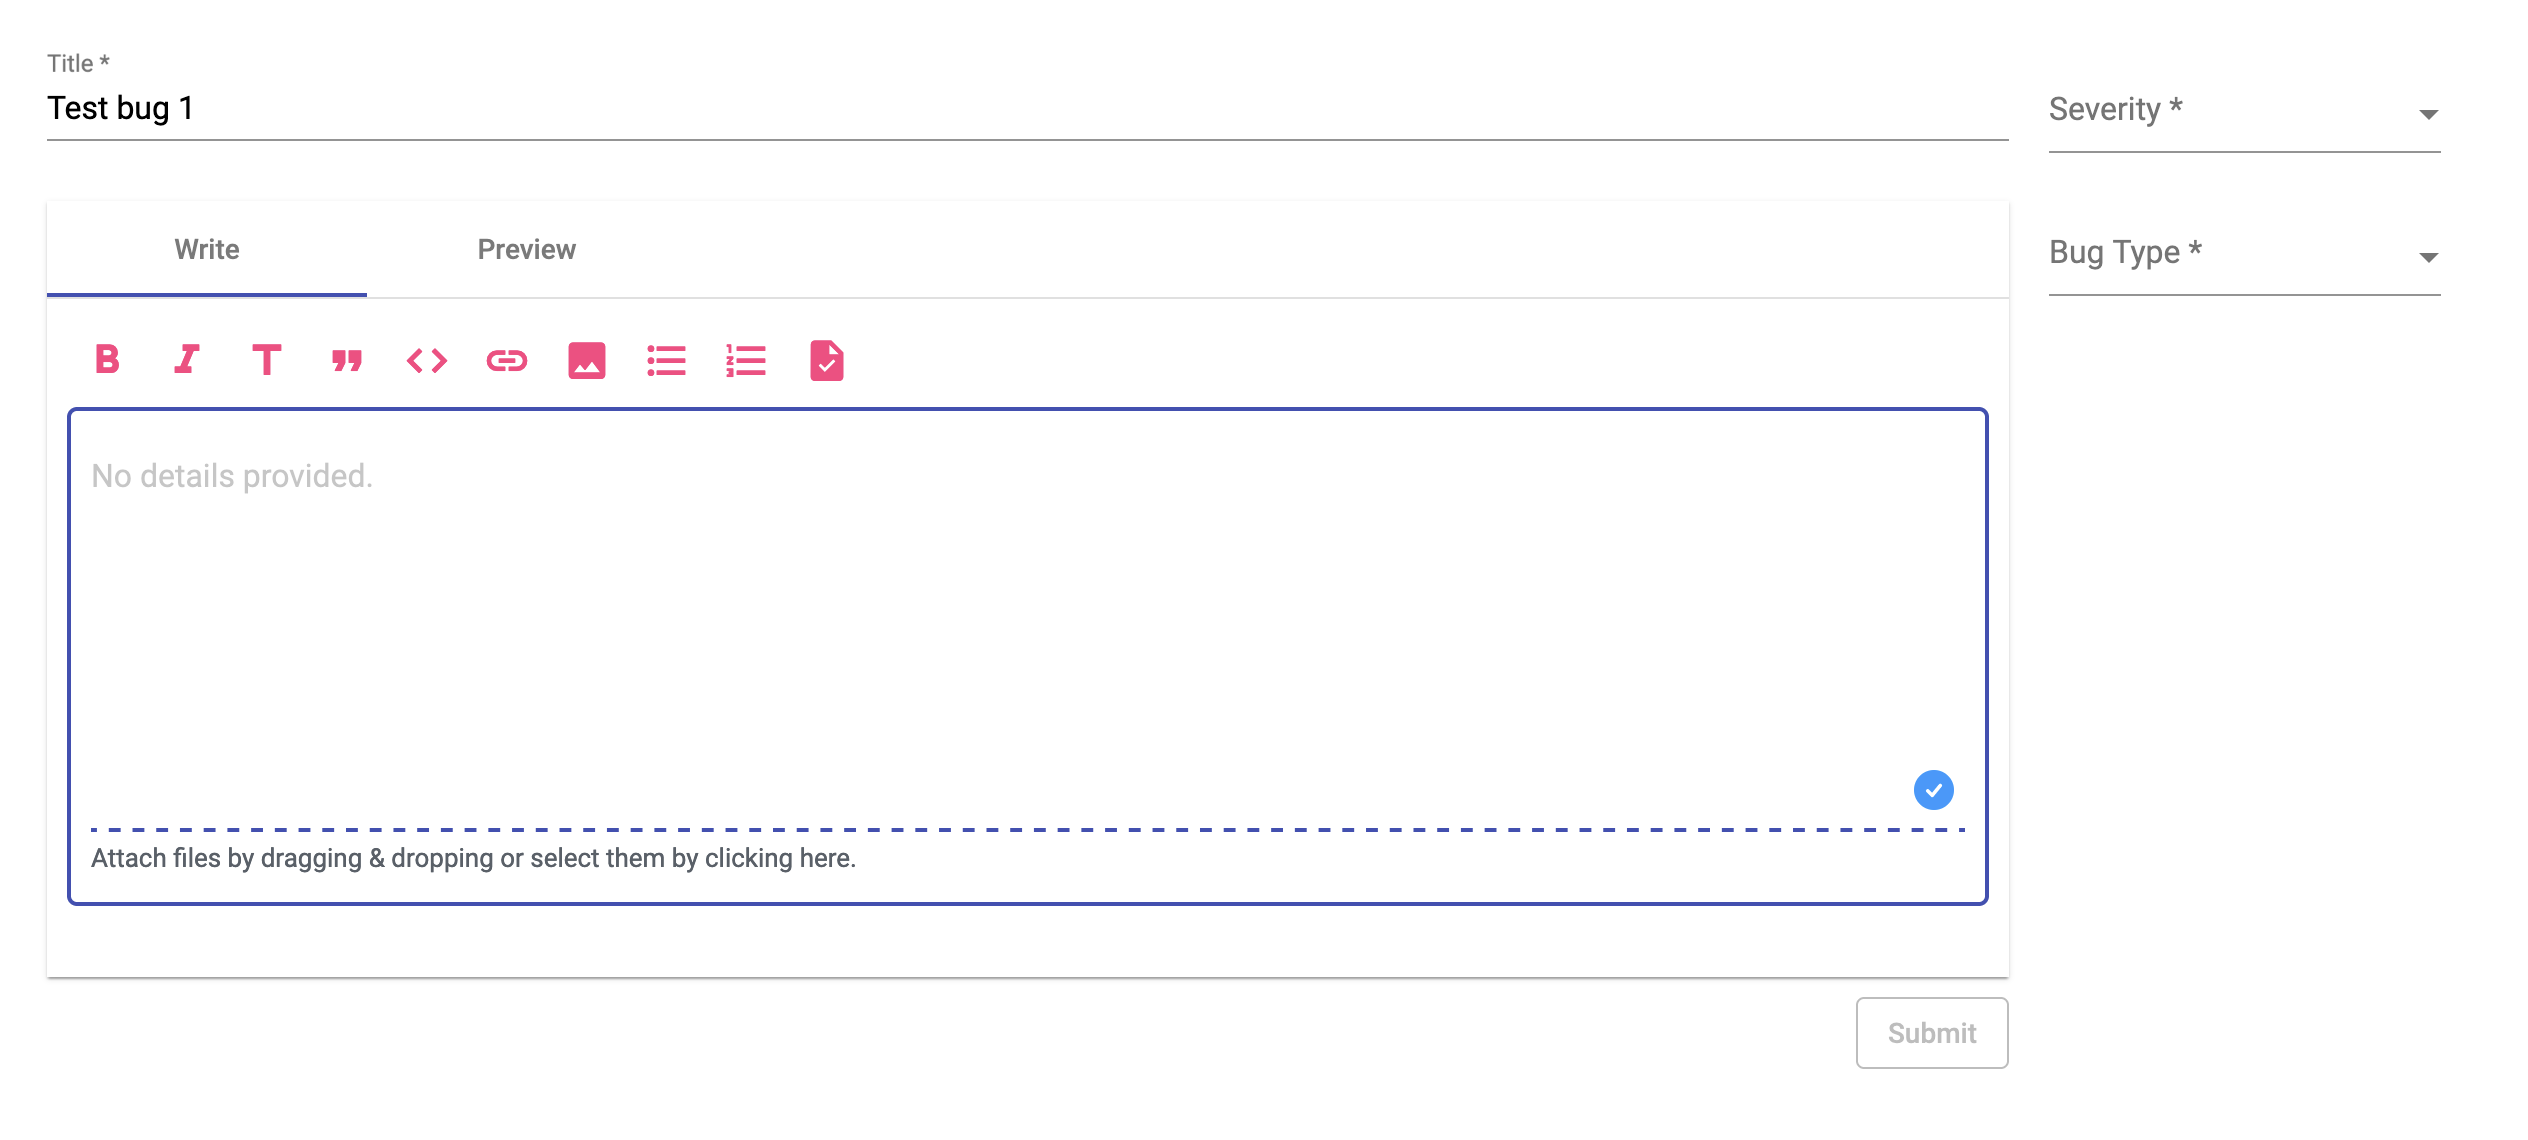 Title *
Test bug 1
Severity *
Write
Preview
Bug Type *
No details provided.
Attach files by dragging & dropping or select them by clicking here.
Submit